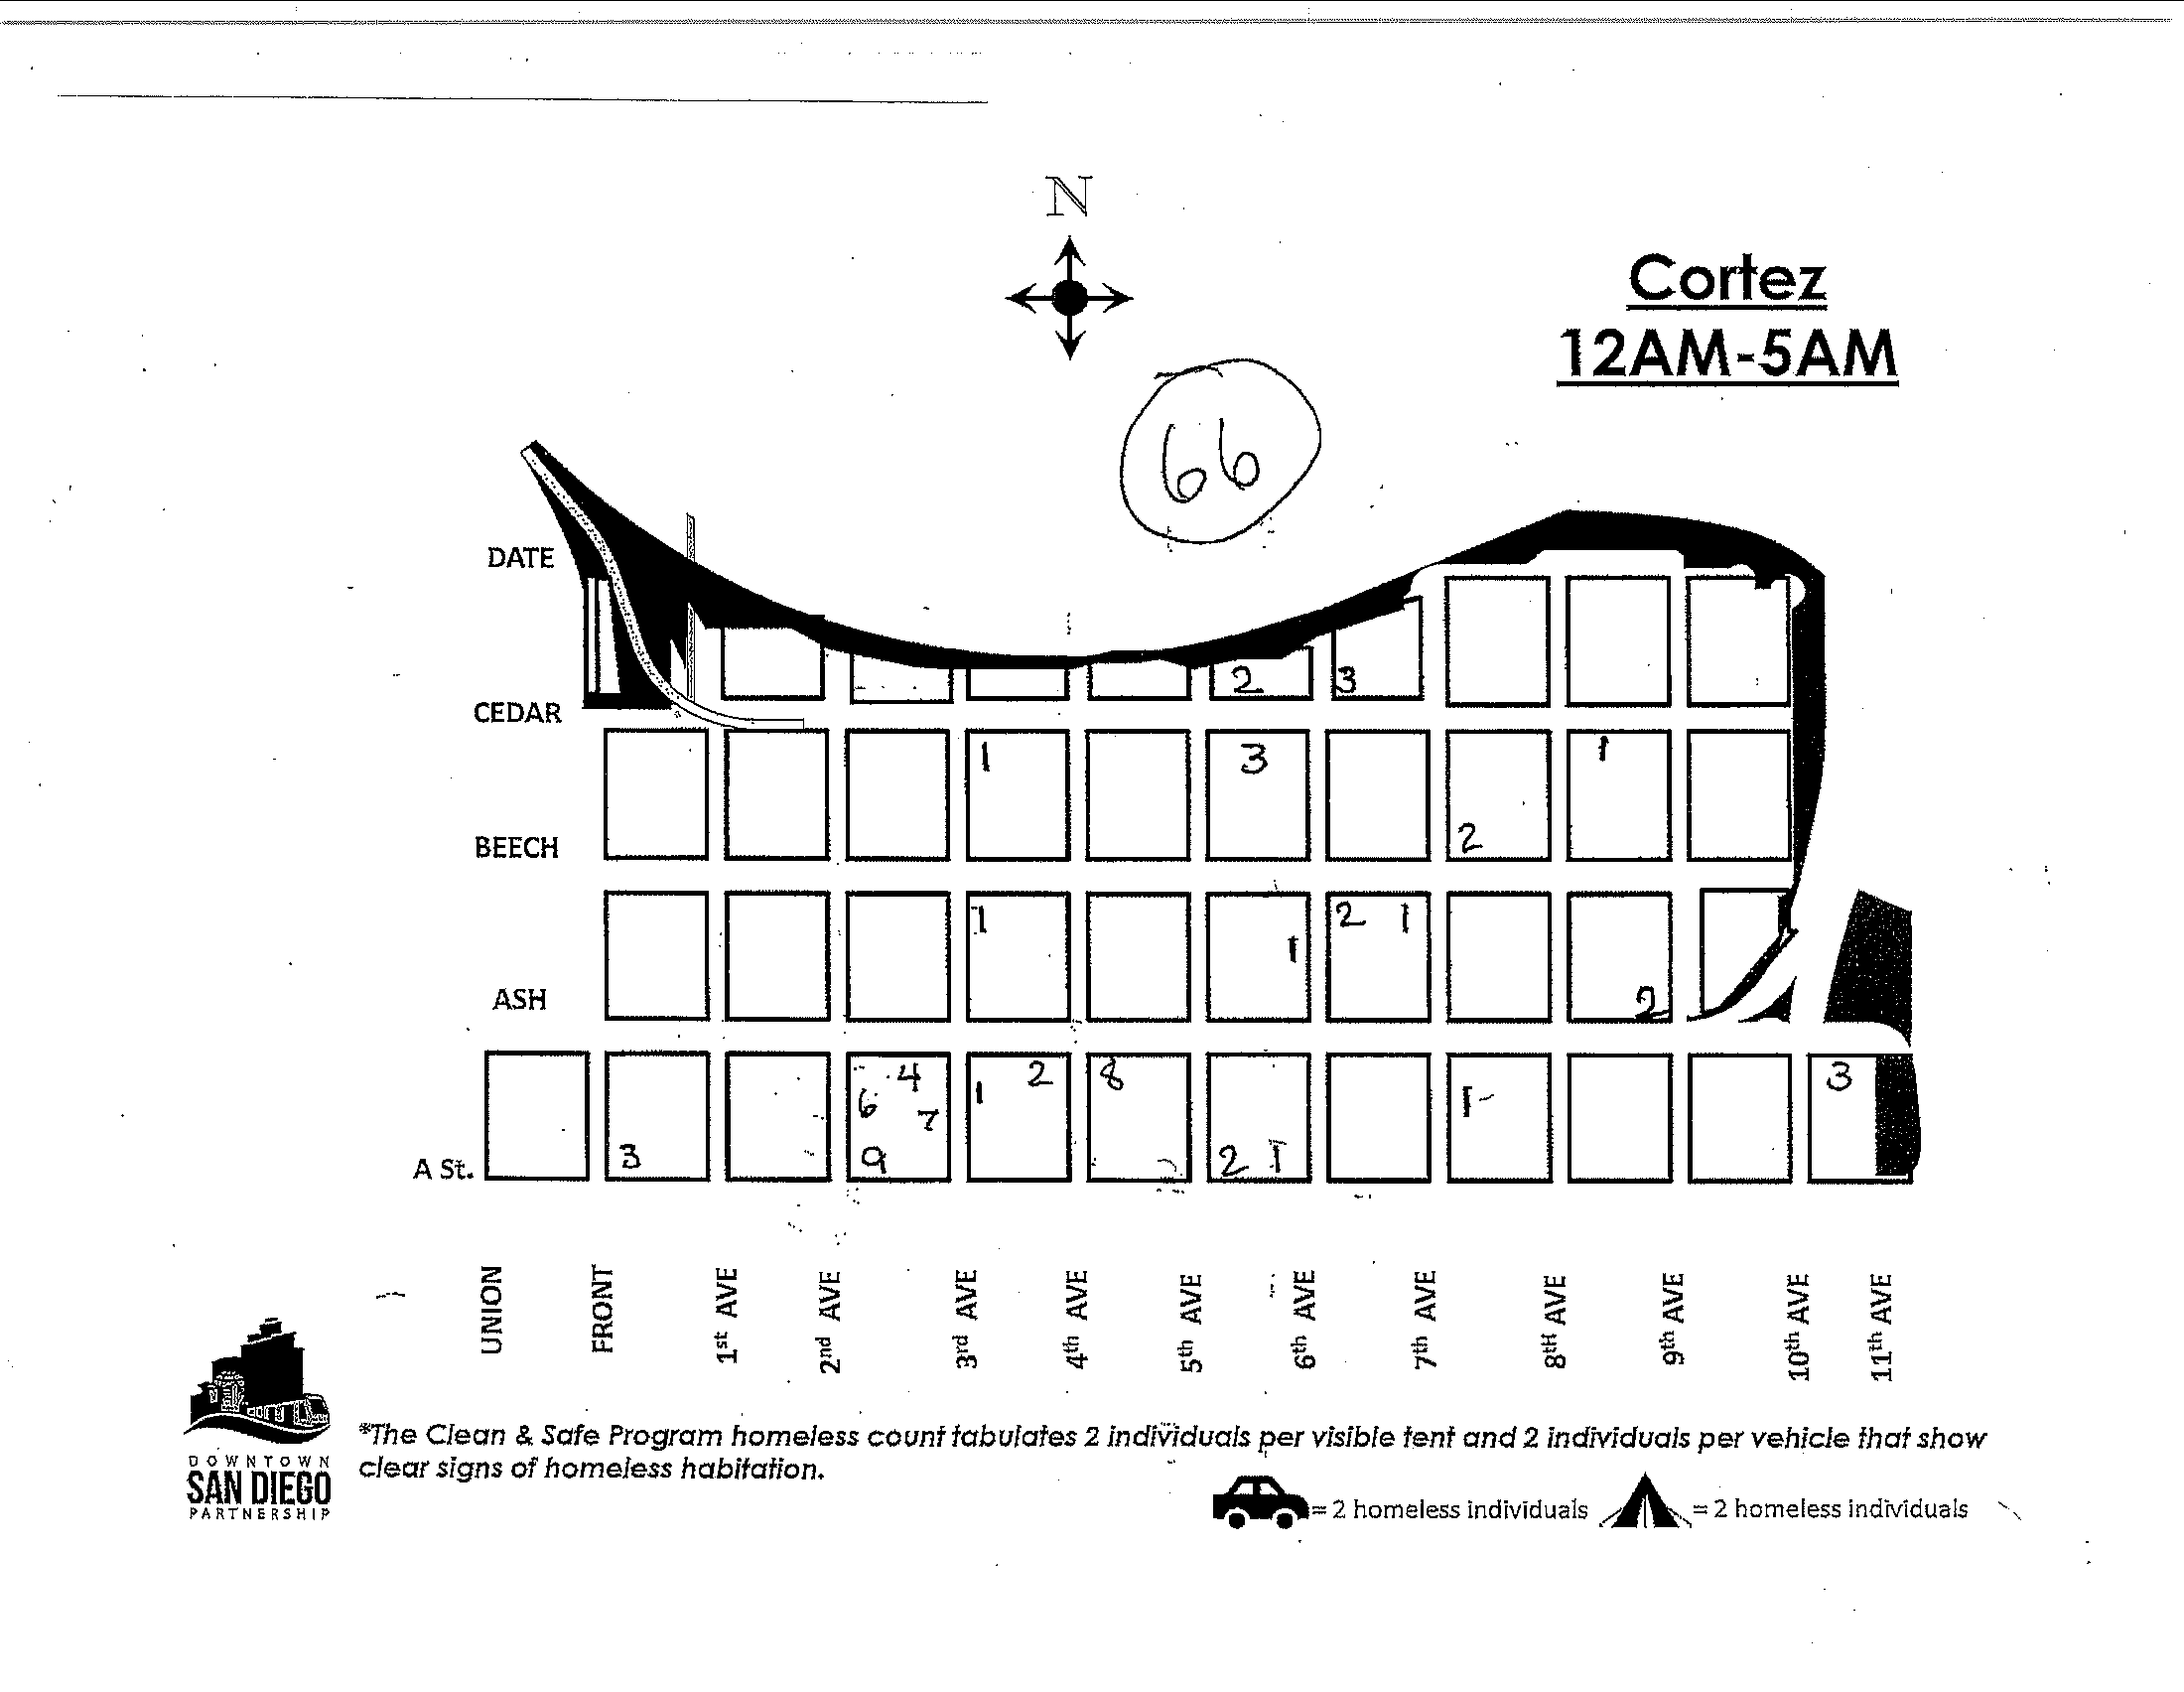 N
Cortez
12AM-5AM
66
DATE
2 3
CEDAR
1 3 1
2
BEECH
1 2 1
1
2
ASH
4 2 8 3
6 7 1 1-
3 9 2 1
A St.
UNION FRONT 1st AVE 2nd AVE 3rd AVE 4th AVE 5th AVE 6th AVE 7th AVE 8TH AVE 9th AVE 10th AVE 11th AVE
*The Clean & Safe Program homeless count tabulates 2 individuals per visible tent and 2 individuals per vehicle that show
clear signs of homeless habitation.
= 2 homeless individuals = 2 homeless individuals
DOWNTOWN
SAN DIEGO
PARTNERSHIP